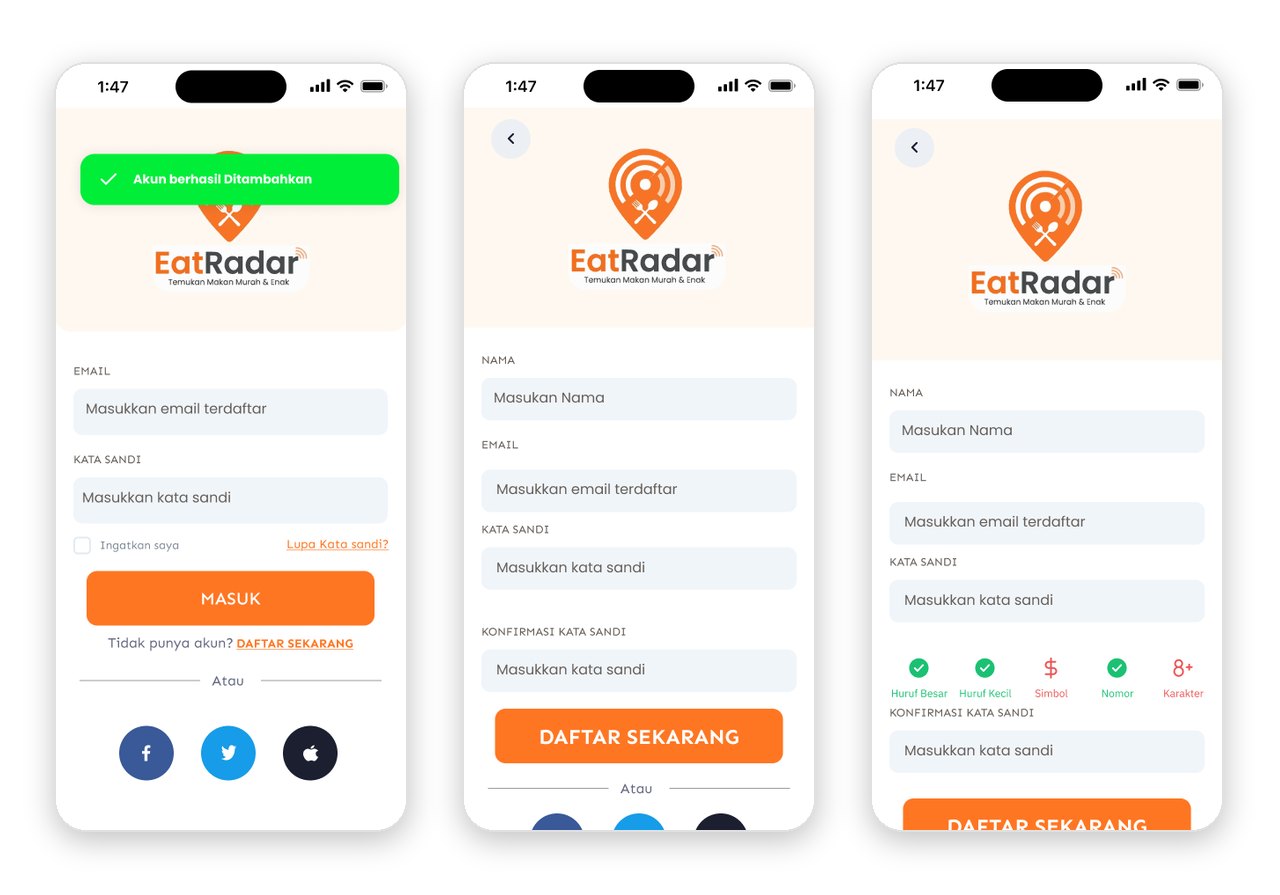 1:47
Akun berhasil Ditambahkan
EatRadar
Temukan Makan Murah & Enak
EMAIL
Masukkan email terdaftar
KATA SANDI
Masukkan kata sandi
Ingatkan saya
Lupa Kata sandi?
MASUK
Tidak punya akun? DAFTAR SEKARANG
Atau
1:47
EatRadar
Temukan Makan Murah & Enak
NAMA
Masukan Nama
EMAIL
Masukkan email terdaftar
KATA SANDI
Masukkan kata sandi
KONFIRMASI KATA SANDI
Masukkan kata sandi
DAFTAR SEKARANG
Atau
1:47
EatRadar
Temukan Makan Murah & Enak
NAMA
Masukan Nama
EMAIL
Masukkan email terdaftar
KATA SANDI
Masukkan kata sandi
$ 8+
Huruf Besar Huruf Kecil Simbol Nomor Karakter
KONFIRMASI KATA SANDI
Masukkan kata sandi
DAFTAR SEKARANG